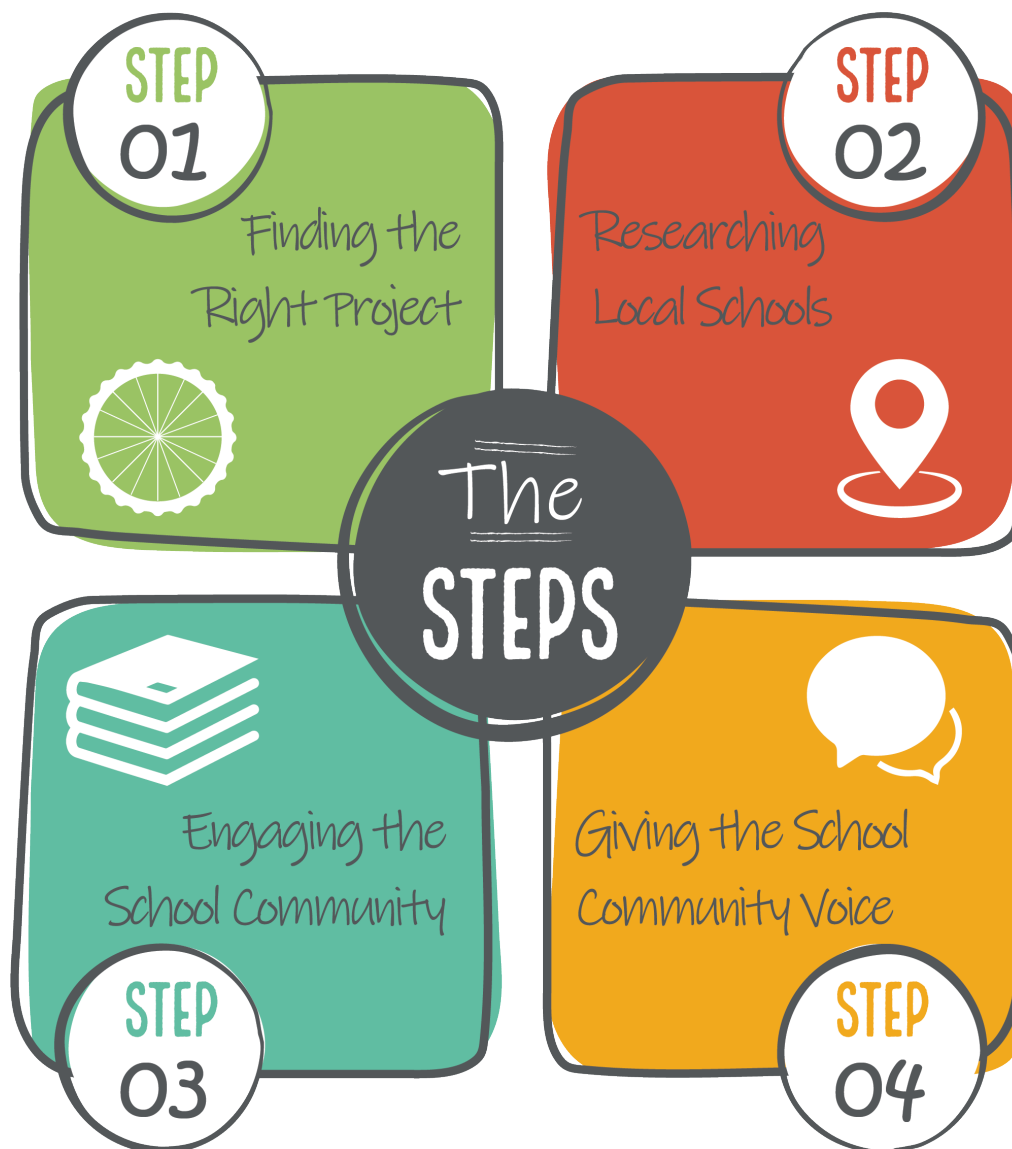 STEP
01
Finding the
Right Project
STEP
02
Researching
Local Schools
The
STEPS
Engaging the
School Community
STEP
03
Giving the School
Community Voice
STEP
04